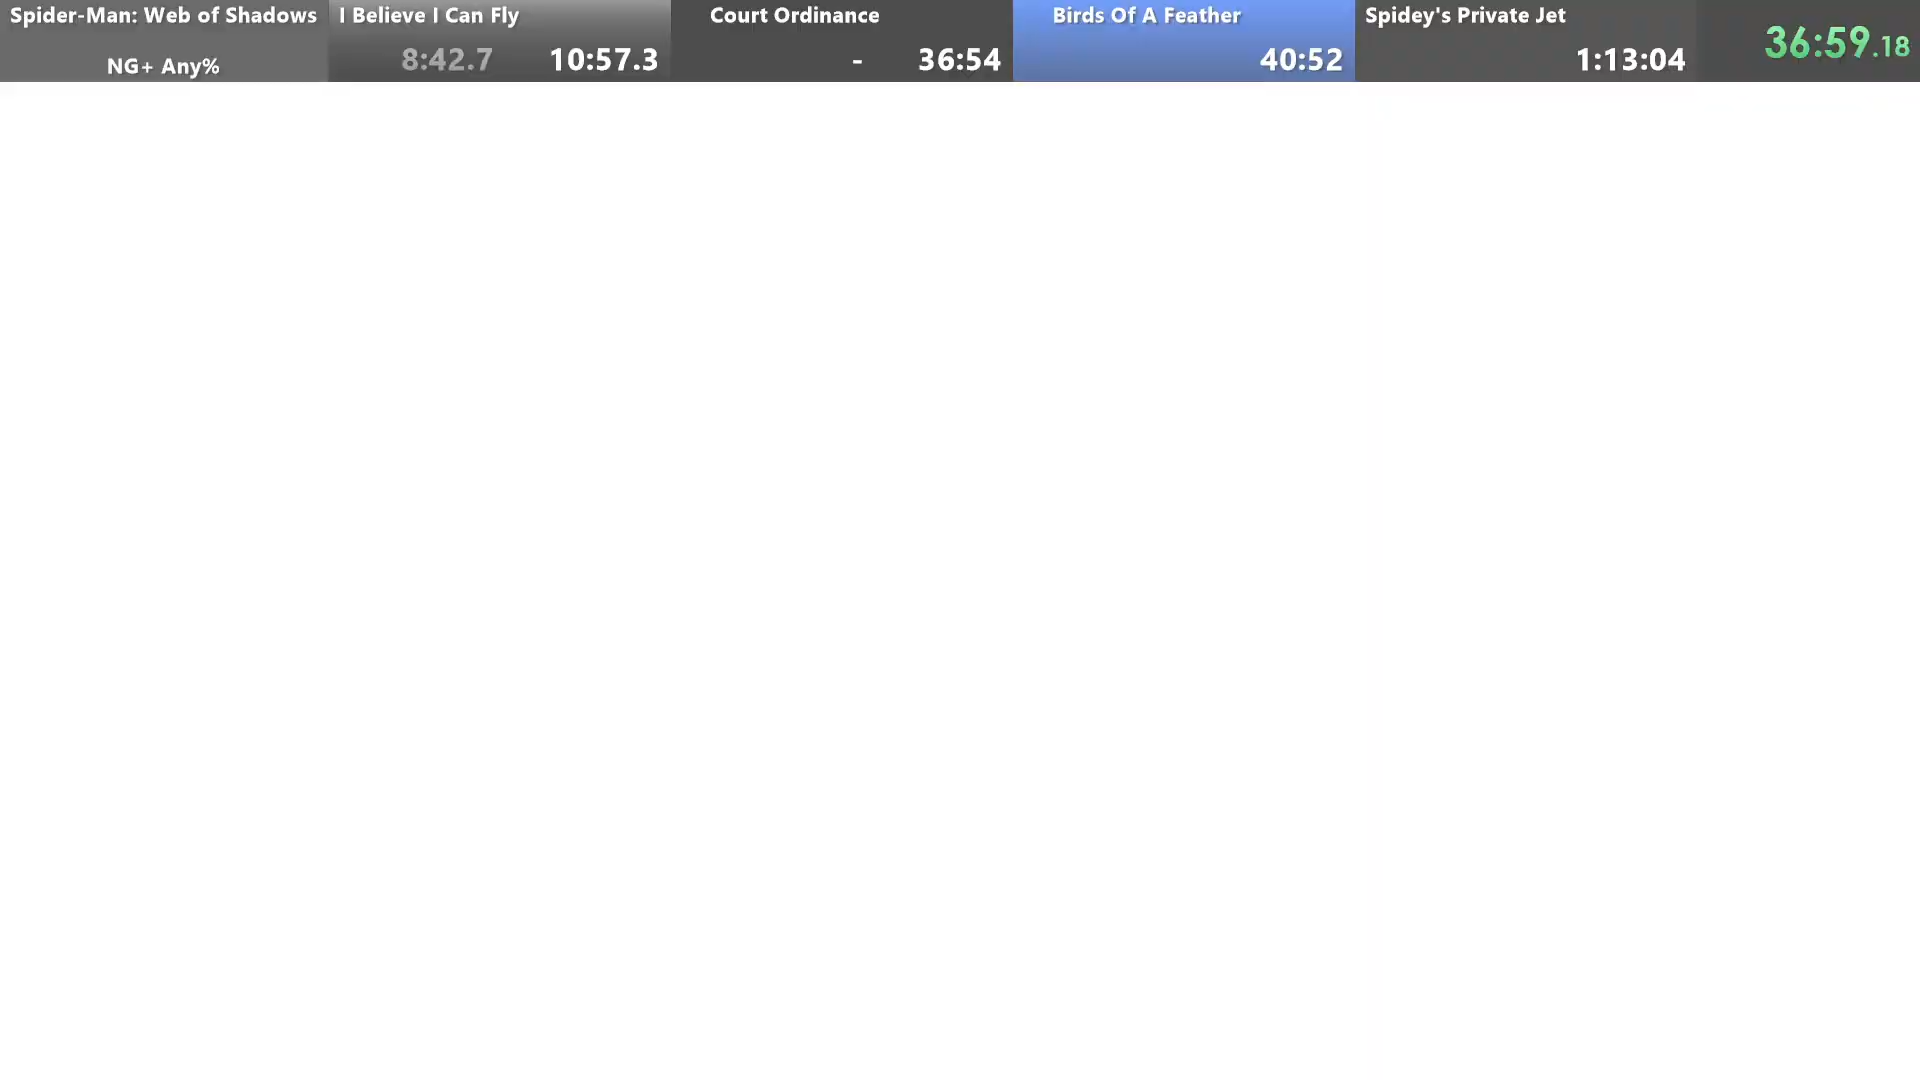 Spider-Man: Web of Shadows
NG+ Any%
I Believe I Can Fly
8:42.7 10:57.3
Court Ordinance
- 36:54
Birds Of A Feather
40:52
Spidey's Private Jet
1:13:04
36:59.18